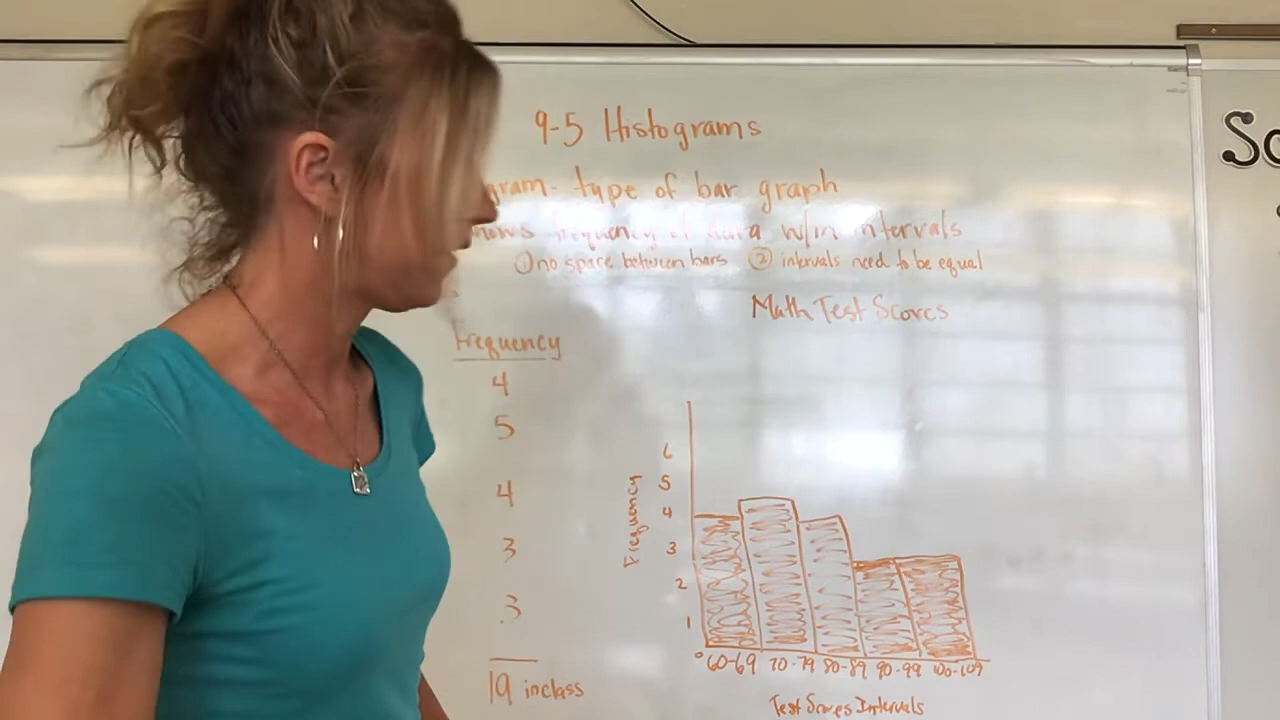 9-5 Histograms
gram- type of bar graph
hows frequency of data w/in intervals
① no space between bars ② intervals need to be equal
Math Test Scores
Frequency
4
5
4
3
3
19 in class
Frequency
6
5
4
3
2
1
0
60-69 70-79 80-89 90-99 100-109
Test Scores Intervals
So